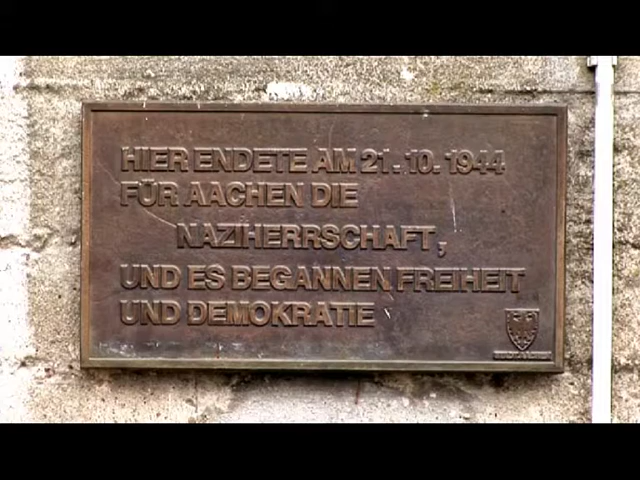 HIER ENDETE AM 21. 10. 1944
FÜR AACHEN DIE
NAZIHERRSCHAFT,
UND ES BEGANNEN FREIHEIT
UND DEMOKRATIE